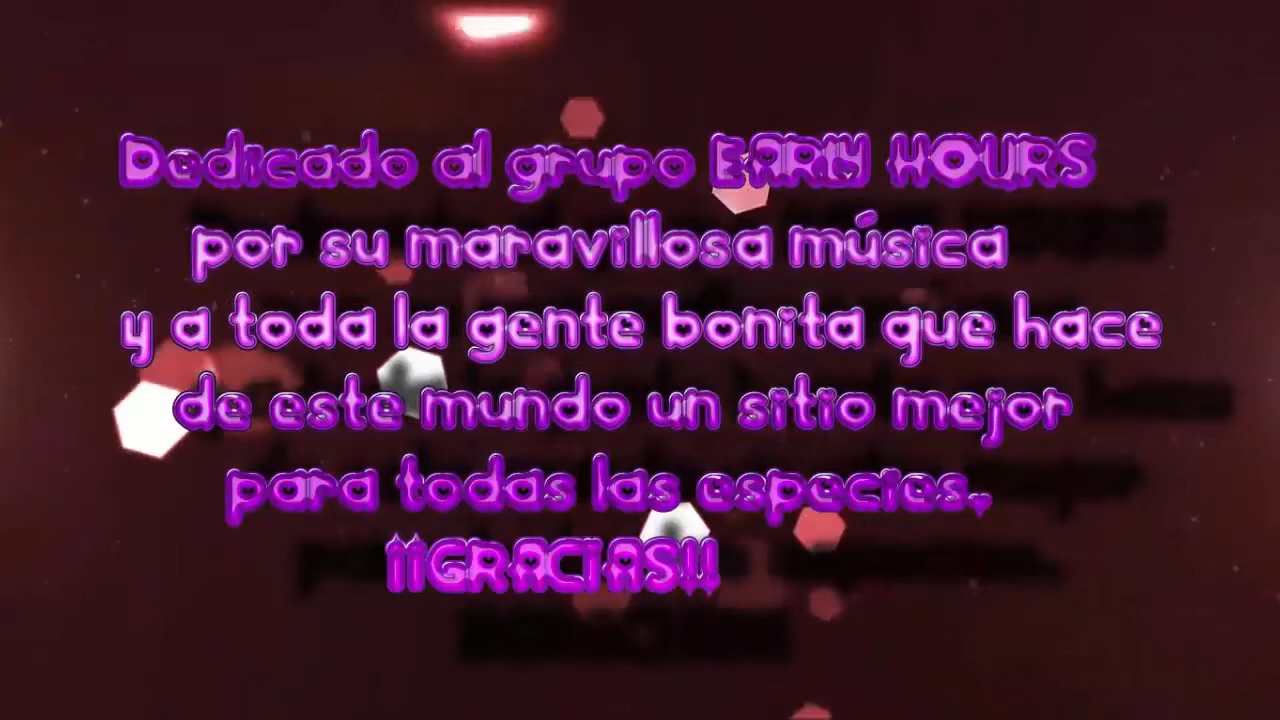 Dedicado al grupo EARLY HOURS
por su maravillosa música
y a toda la gente bonita que hace
de este mundo un sitio mejor
para todas las especies.
¡¡GRACIAS!!